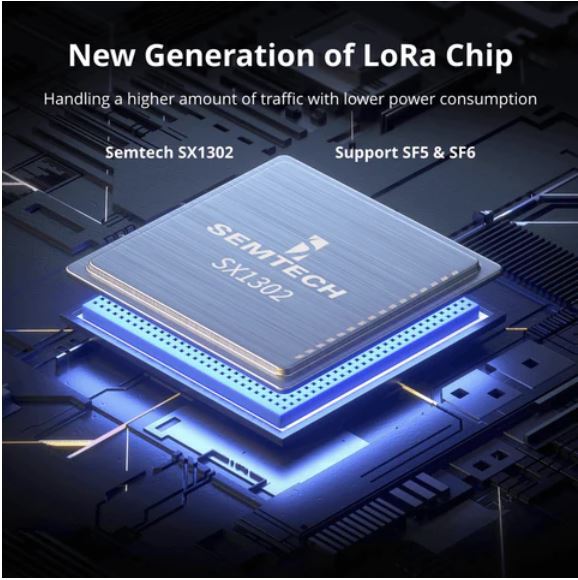 New Generation of LoRa Chip
Handling a higher amount of traffic with lower power consumption
Semtech SX1302
Support SF5 & SF6
SEMTECH
SX1302